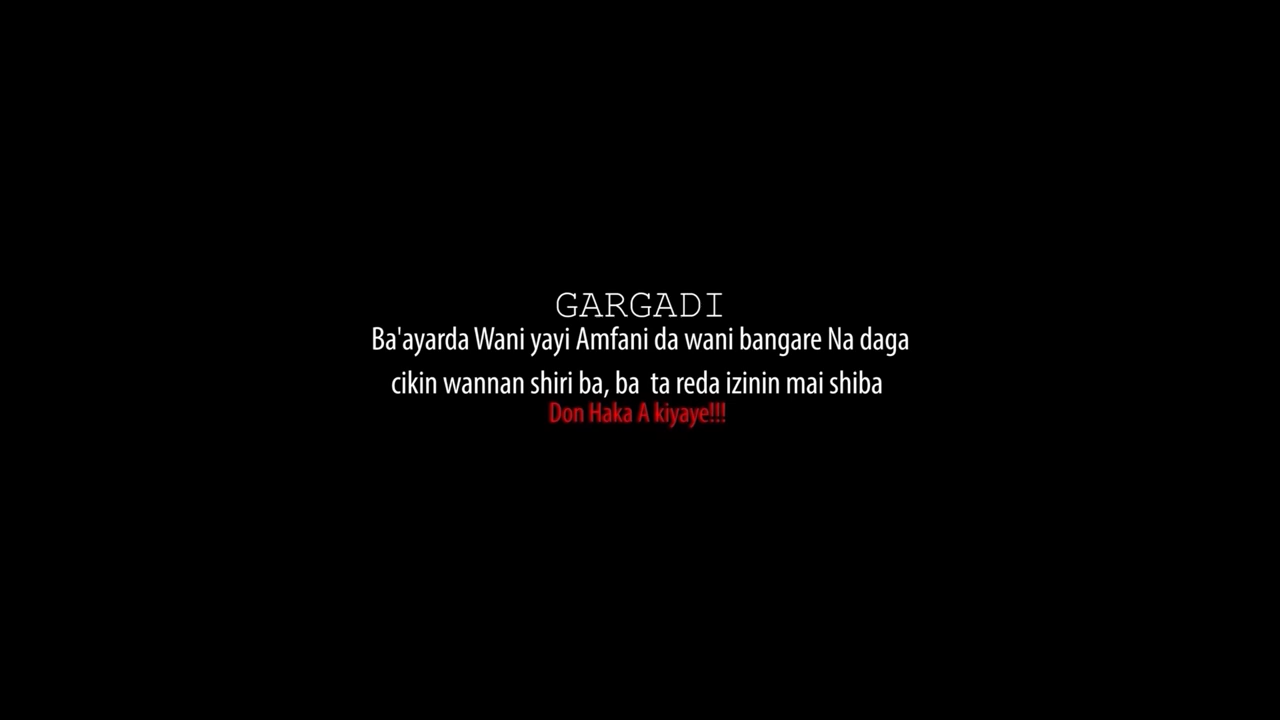 GARGADI
Ba'ayarda Wani yayi Amfani da wani bangare Na daga
cikin wannan shiri ba, ba ta reda izinin mai shiba
Don Haka A kiyaye!!!